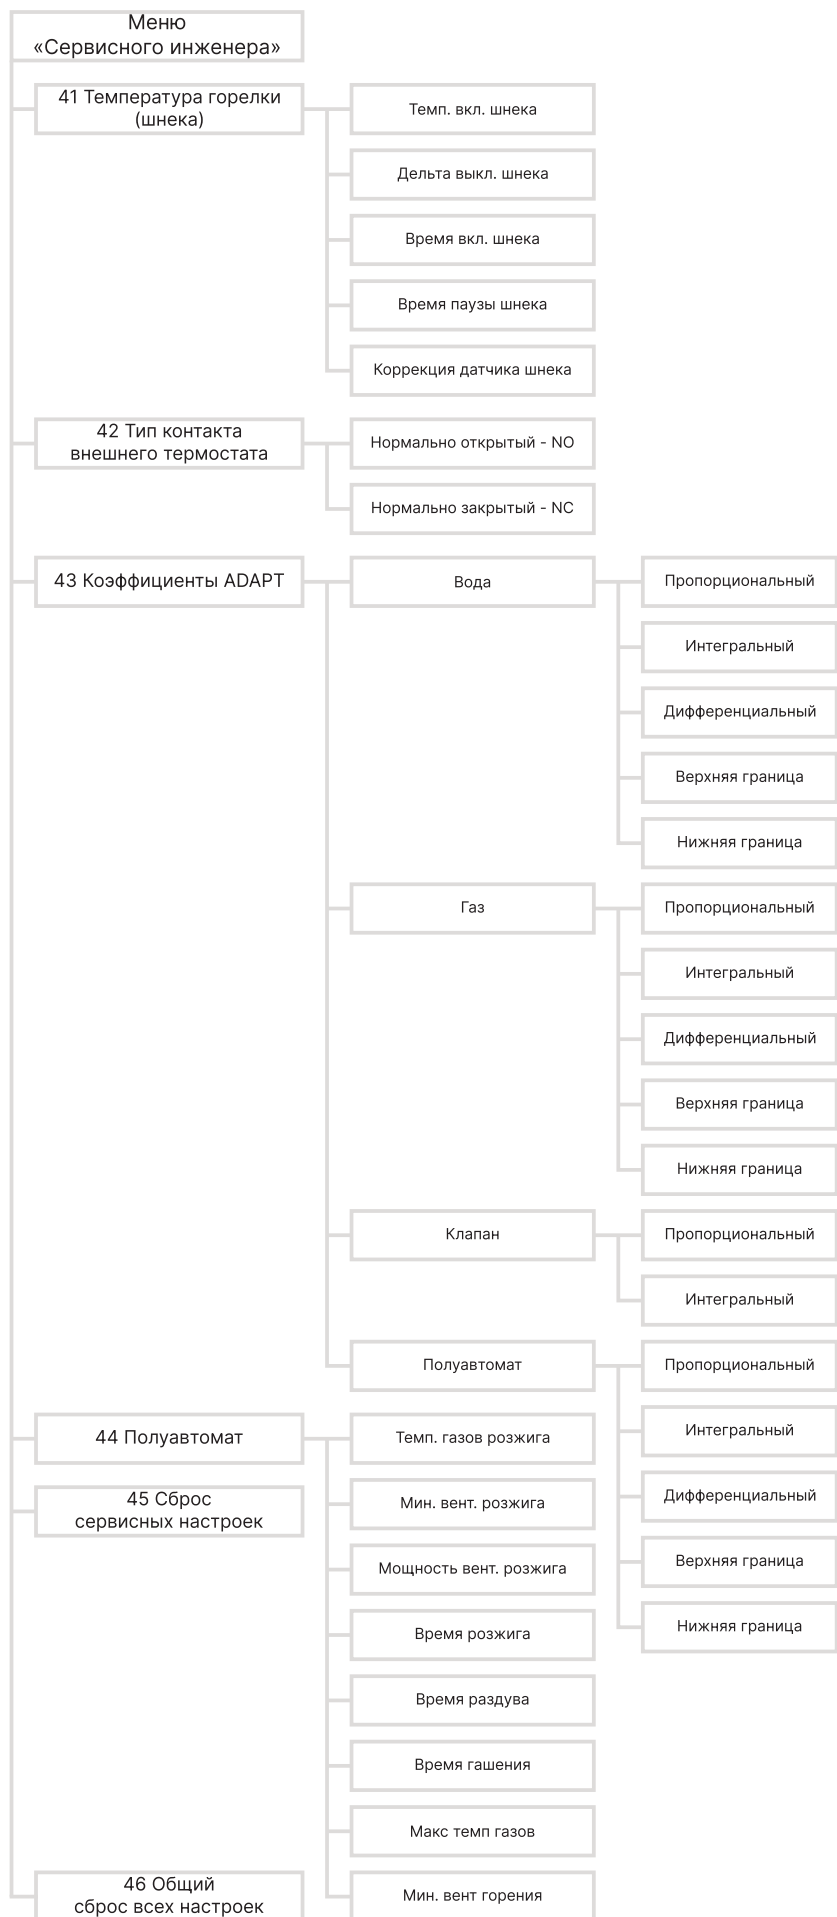 Меню
«Сервисного инженера»
41 Температура горелки
(шнека)
Темп. вкл. шнека
Дельта выкл. шнека
Время вкл. шнека
Время паузы шнека
Коррекция датчика шнека
42 Тип контакта
внешнего термостата
Нормально открытый - NO
Нормально закрытый - NC
43 Коэффициенты ADAPT
Вода
Пропорциональный
Интегральный
Дифференциальный
Верхняя граница
Нижняя граница
Газ
Пропорциональный
Интегральный
Дифференциальный
Верхняя граница
Нижняя граница
Клапан
Пропорциональный
Интегральный
Полуавтомат
Пропорциональный
Интегральный
Дифференциальный
Верхняя граница
Нижняя граница
44 Полуавтомат
Темп. газов розжига
Мин. вент. розжига
Мощность вент. розжига
Время розжига
Время раздува
Время гашения
Макс темп газов
Мин. вент горения
45 Сброс
сервисных настроек
46 Общий
сброс всех настроек